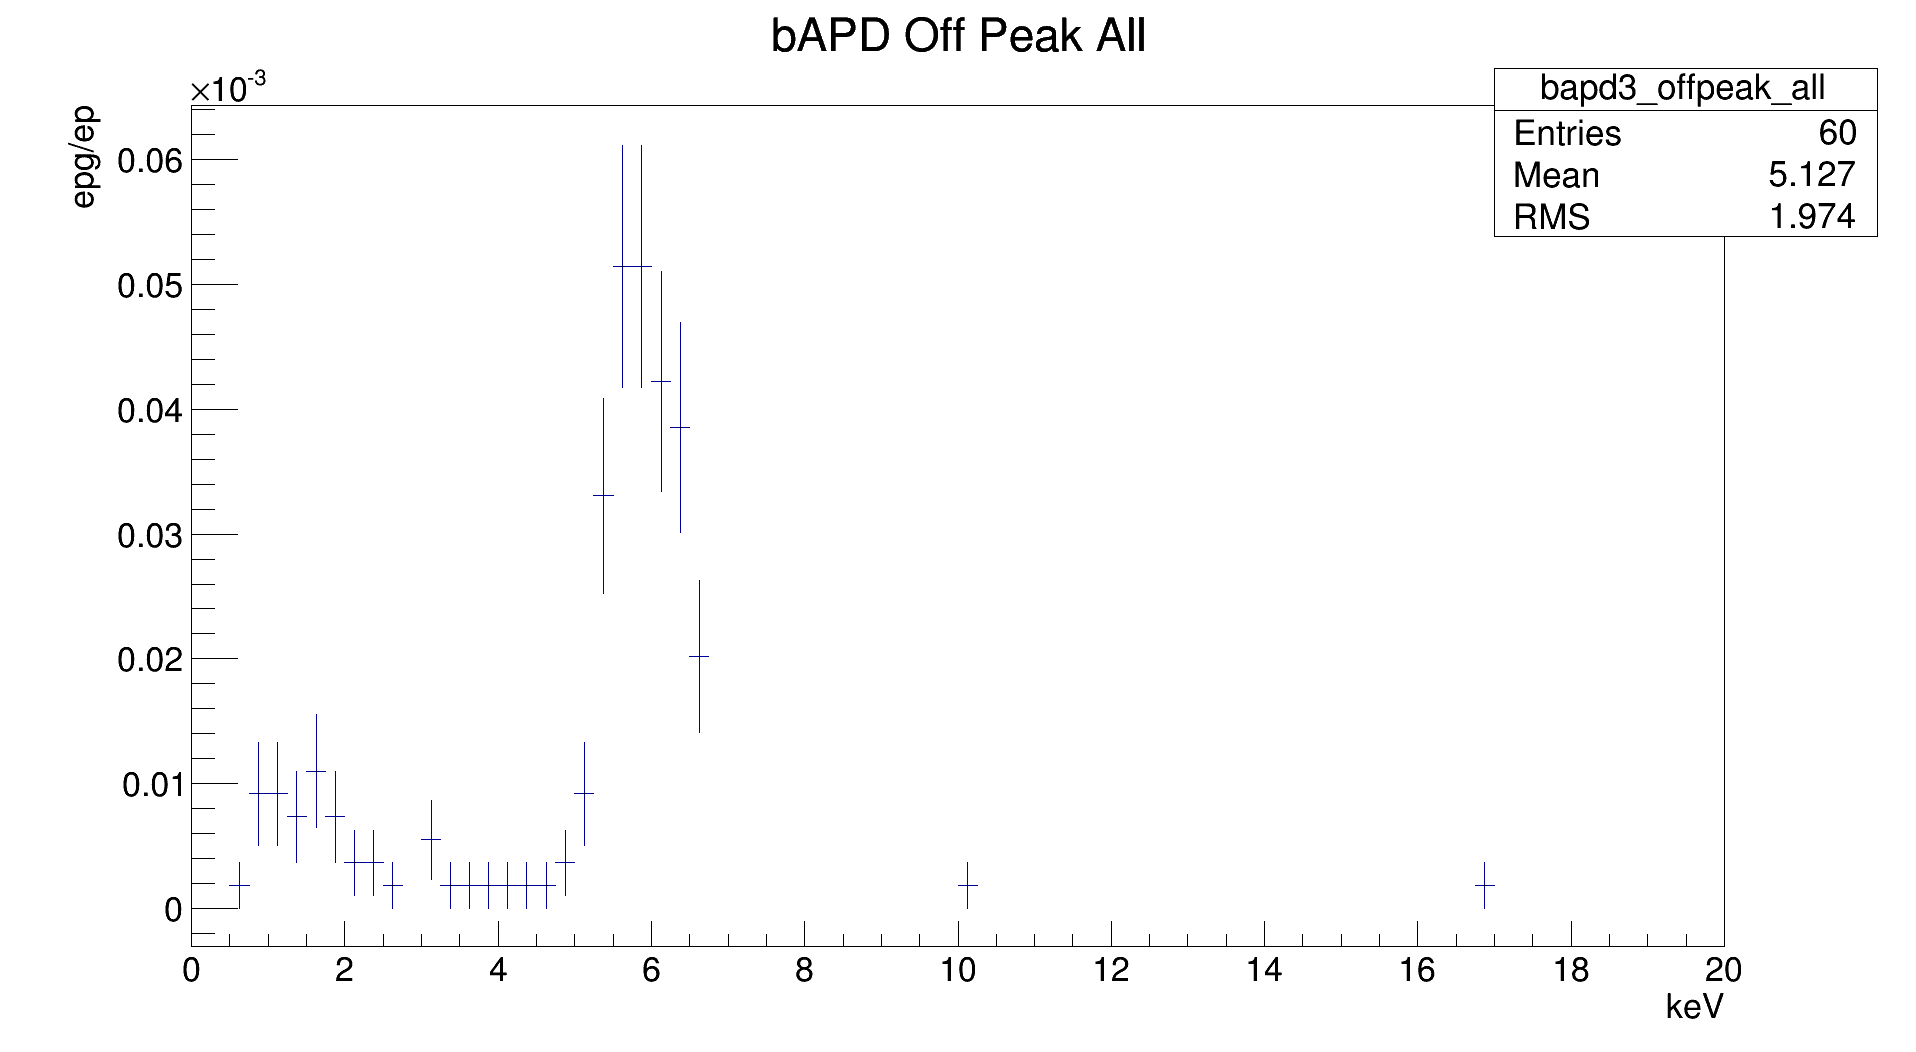 bAPD Off Peak All
×10-3
epg/ep
bapd3_offpeak_all
Entries 60
Mean 5.127
RMS 1.974
0.06
0.05
0.04
0.03
0.02
0.01
0
0 2 4 6 8 10 12 14 16 18 20
keV